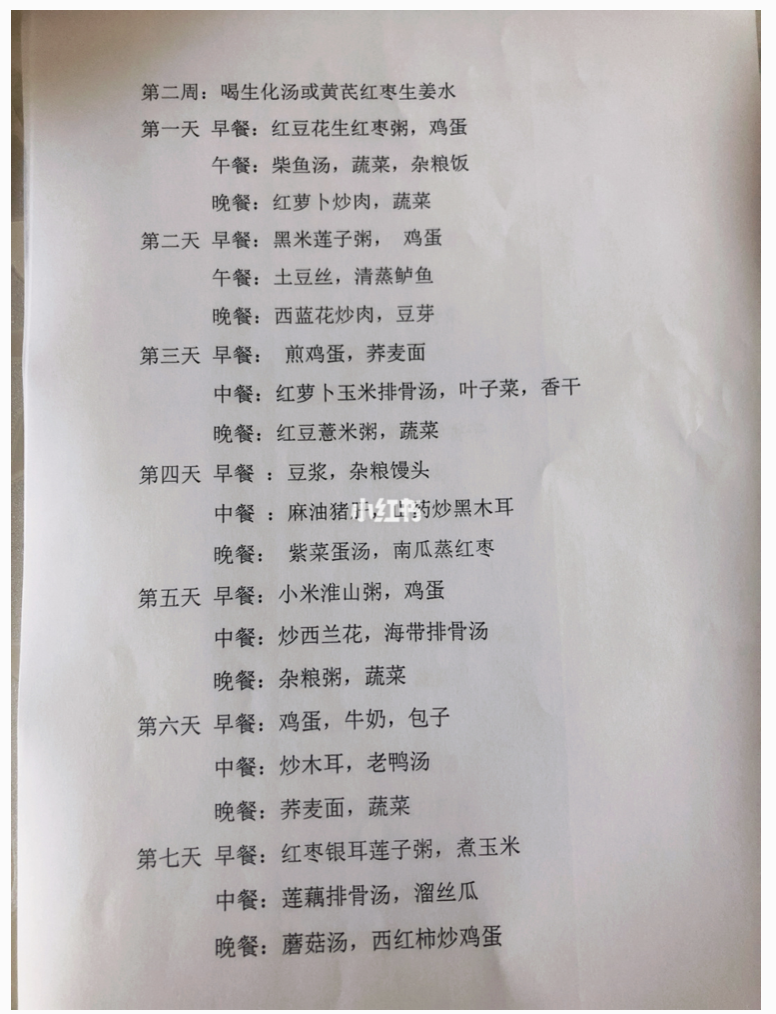 第二周：喝生化汤或黄芪红枣生姜水
第一天 早餐：红豆花生红枣粥，鸡蛋
午餐：柴鱼汤，蔬菜，杂粮饭
晚餐：红萝卜炒肉，蔬菜
第二天 早餐：黑米莲子粥， 鸡蛋
午餐：土豆丝，清蒸鲈鱼
晚餐：西蓝花炒肉，豆芽
第三天 早餐： 煎鸡蛋，荞麦面
中餐：红萝卜玉米排骨汤，叶子菜，香干
晚餐：红豆薏米粥，蔬菜
第四天 早餐 ：豆浆，杂粮馒头
中餐 ：麻油猪，药炒黑木耳
小红书
晚餐： 紫菜蛋汤，南瓜蒸红枣
第五天 早餐：小米淮山粥，鸡蛋
中餐：炒西兰花，海带排骨汤
晚餐：杂粮粥，蔬菜
第六天 早餐：鸡蛋，牛奶，包子
中餐：炒木耳，老鸭汤
晚餐：荞麦面，蔬菜
第七天 早餐：红枣银耳莲子粥，煮玉米
中餐：莲藕排骨汤，溜丝瓜
晚餐：蘑菇汤，西红柿炒鸡蛋